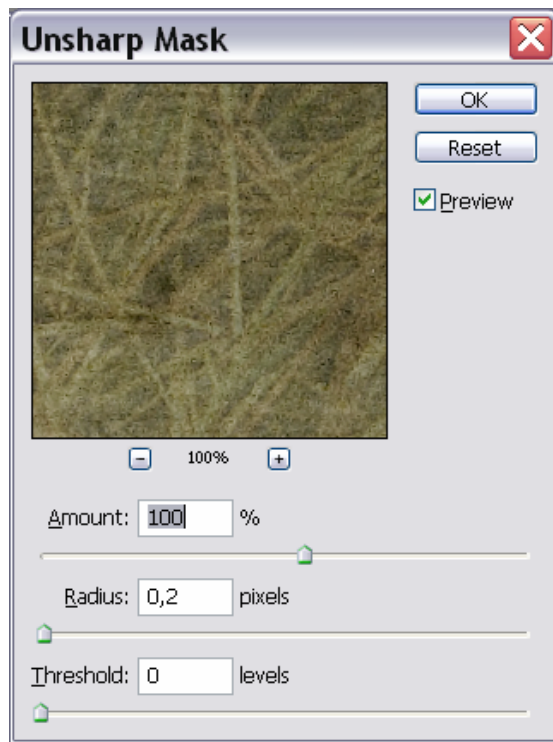 Unsharp Mask
OK
Reset
Preview
100%
Amount: 100 %
Radius: 0,2 pixels
Threshold: 0 levels